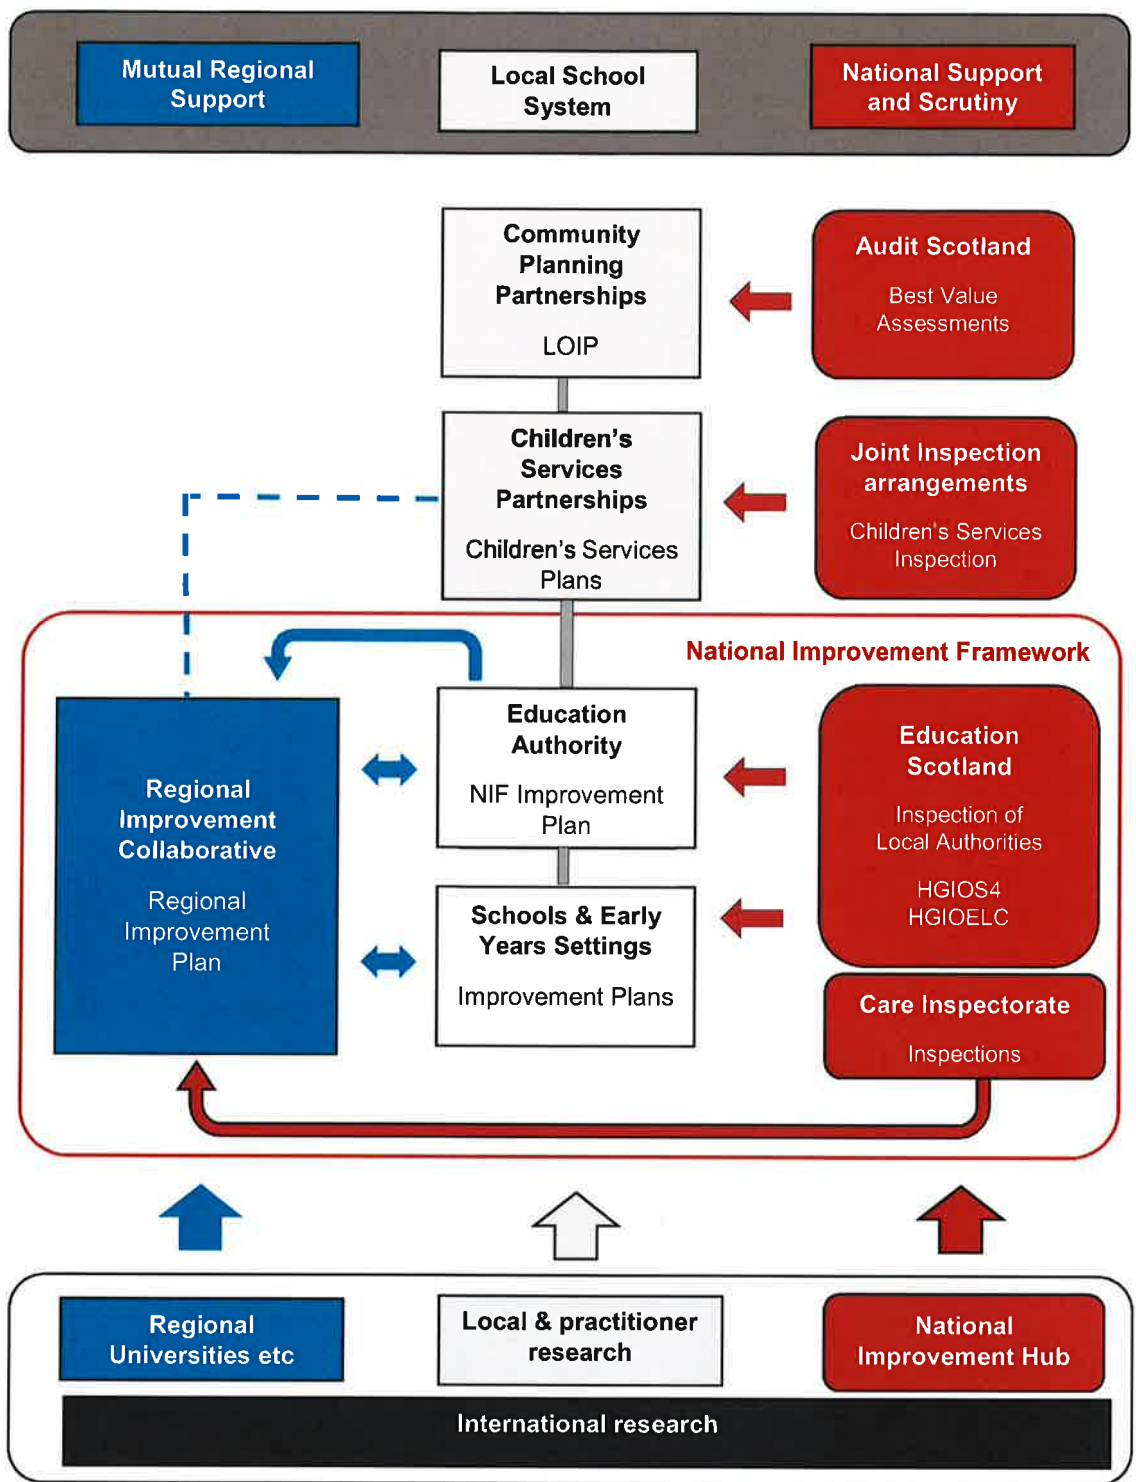 Mutual Regional
Support
Local School
System
National Support
and Scrutiny
Community
Planning
Partnerships
LOIP
Audit Scotland
Best Value
Assessments
Children's
Services
Partnerships
Children's Services
Plans
Joint Inspection
arrangements
Children's Services
Inspection
National Improvement Framework
Regional
Improvement
Collaborative
Regional
Improvement
Plan
Education
Authority
NIF Improvement
Plan
Schools & Early
Years Settings
Improvement Plans
Education
Scotland
Inspection of
Local Authorities
HGIOS4
HGIOELC
Care Inspectorate
Inspections
Regional
Universities etc
Local & practitioner
research
National
Improvement Hub
International research